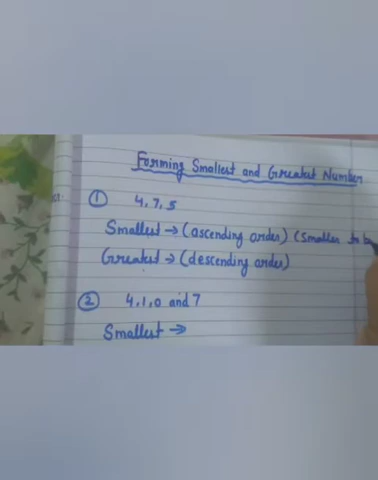 Forming Smallest and Greatest Number
① 4, 7, 5
Smallest → (ascending order) (Smaller to
Greatest → (descending order)
② 4, 1, 0 and 7
Smallest →